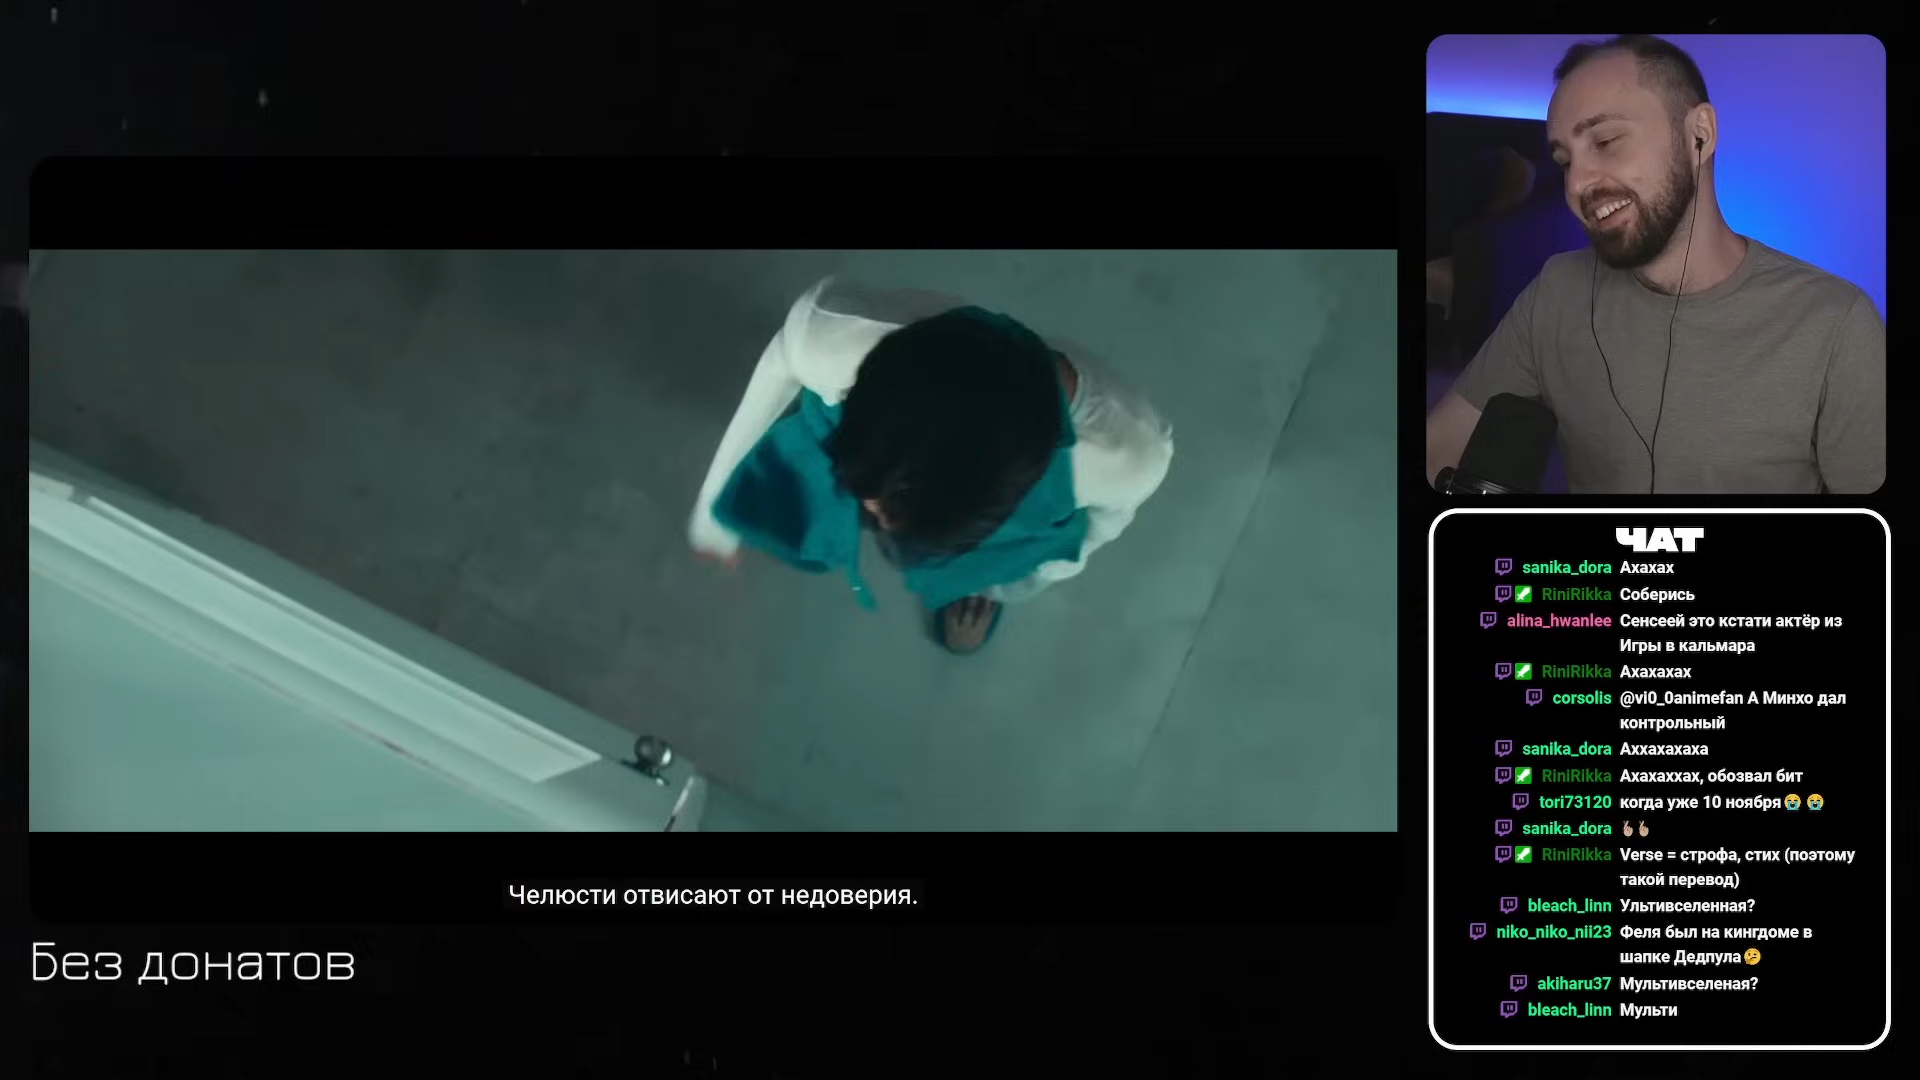 Челюсти отвисают от недоверия.
Без донатов
ЧАТ
sanika_dora Ахахах
RiniRikka Соберись
alina_hwanlee Сенсеей это кстати актёр из
Игры в кальмара
RiniRikka Ахахахах
corsolis @vi0_0animefan А Минхо дал
контрольный
sanika_dora Аххахахаха
RiniRikka Ахахаххах, обозвал бит
tori73120 когда уже 10 ноября😭 😭
sanika_dora 🤞🏼🤞🏼
RiniRikka Verse = строфа, стих (поэтому
такой перевод)
bleach_linn Ультивселенная?
niko_niko_nii23 Феля был на кингдоме в
шапке Дедпула🤔
akiharu37 Мультивселеная?
bleach_linn Мульти